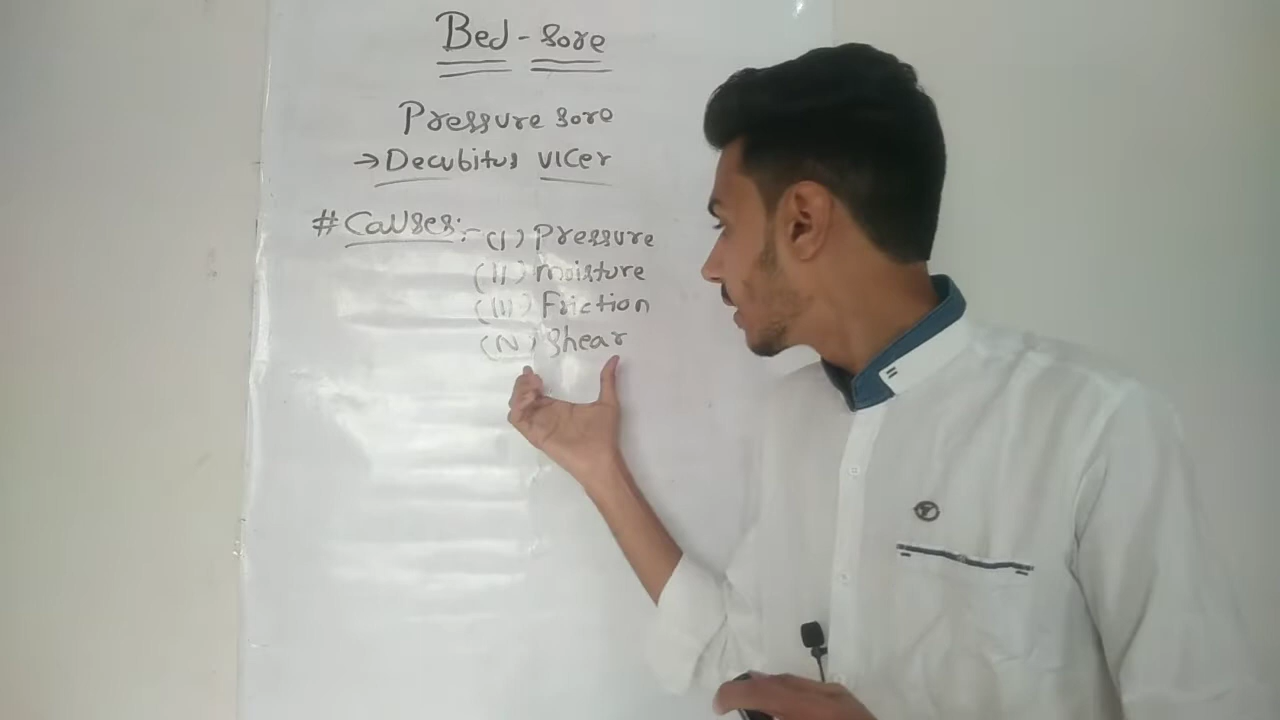 Bed-sore
Pressure sore
→Decubitus Ulcer
#Causes:-(I) Pressure
(II) moisture
(III) Friction
(IV) Shear